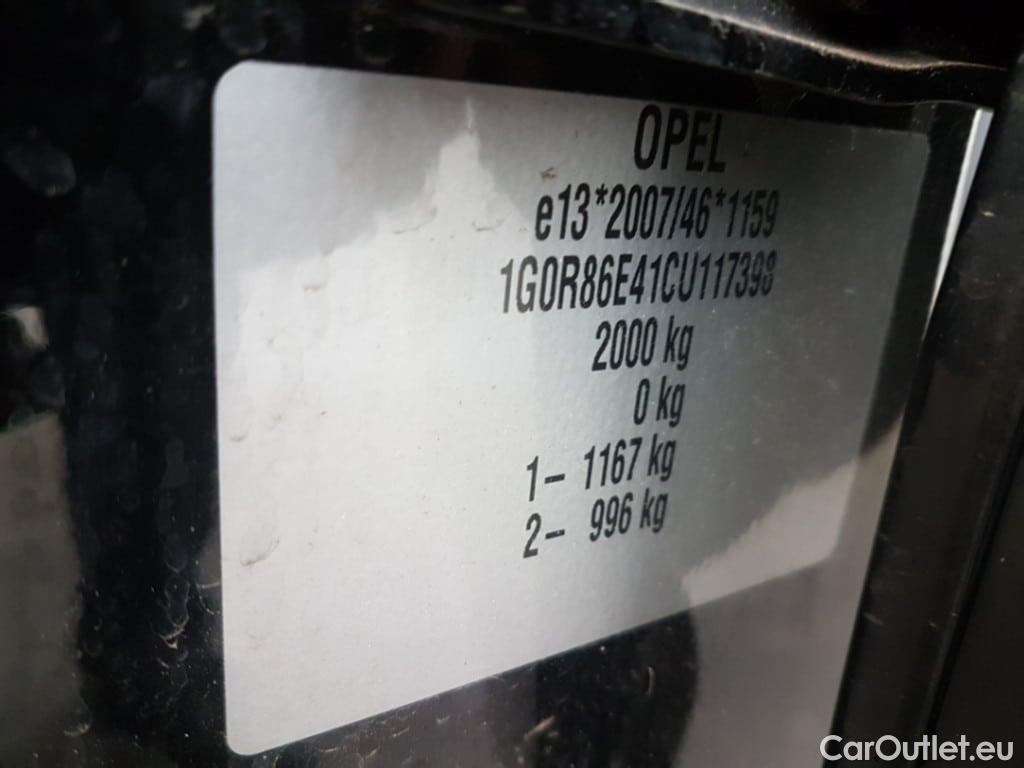 OPEL
e13*2007/46*1159
1G0R86E41CU117398
2000 kg
0 kg
1– 1167 kg
2– 996 kg
CarOutlet.eu